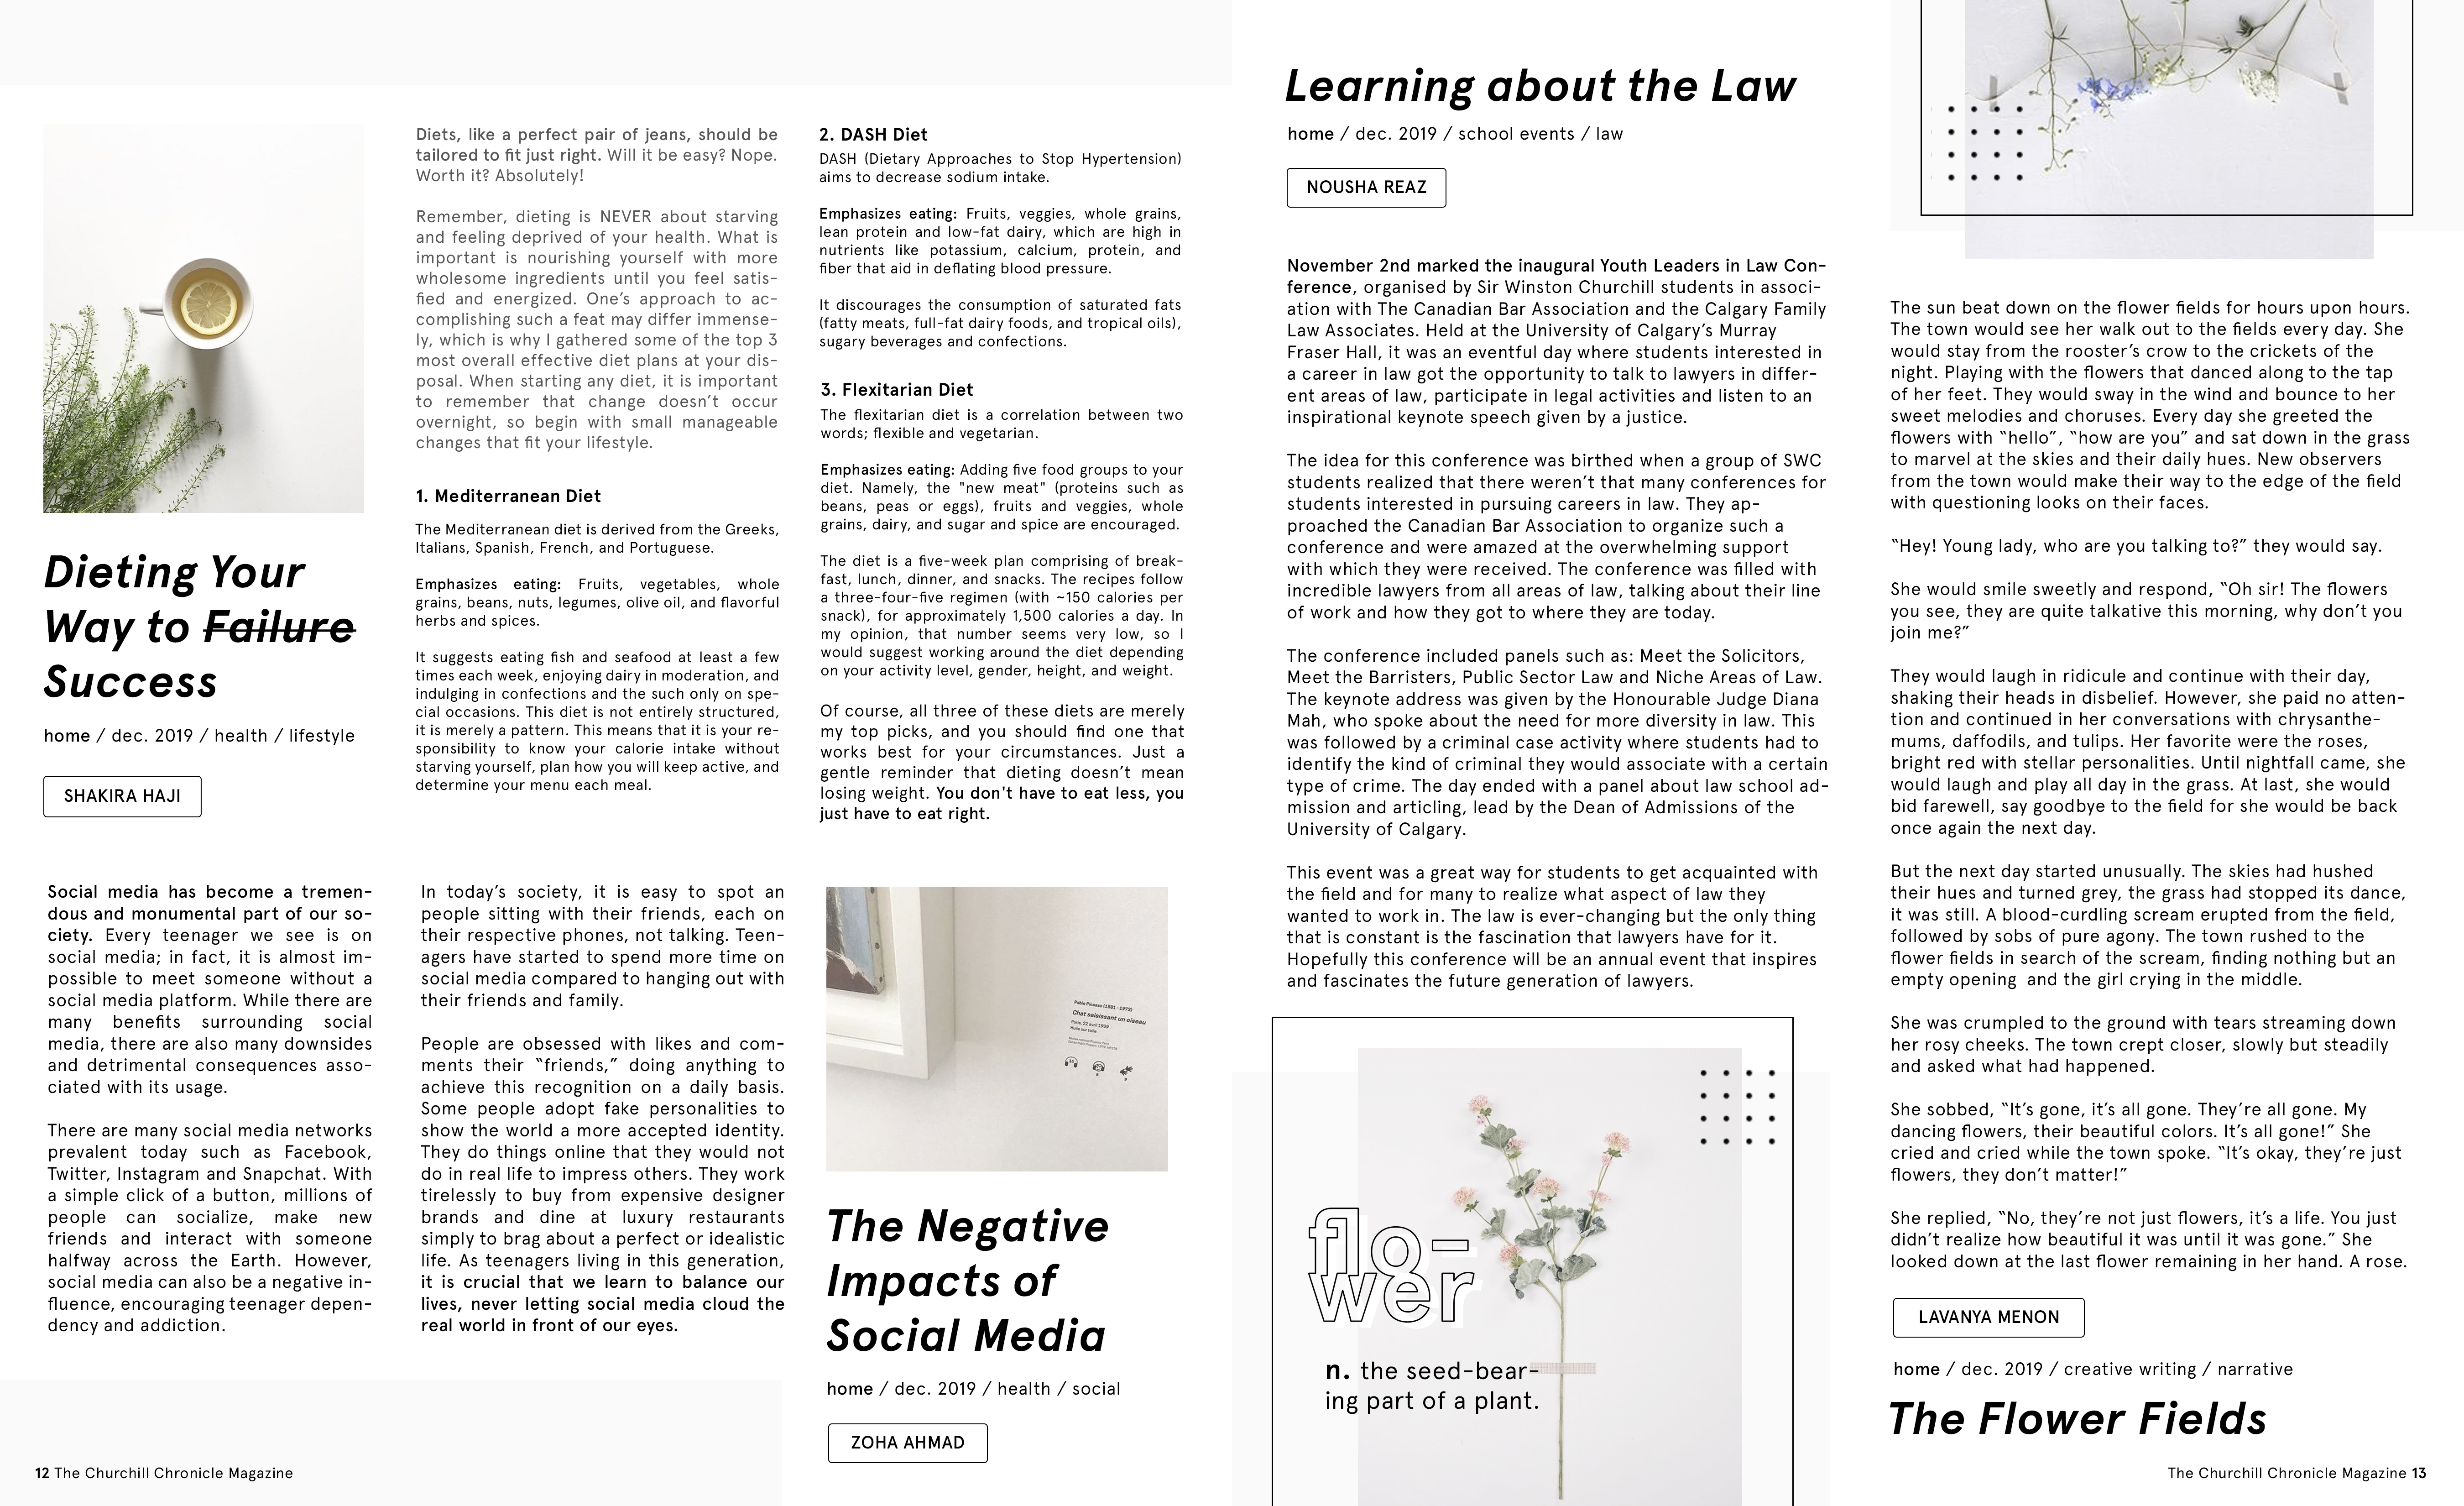 Dieting Your
Way to Failure
Success
home / dec. 2019 / health / lifestyle
SHAKIRA HAJI
Diets, like a perfect pair of jeans, should be
tailored to fit just right. Will it be easy? Nope.
Worth it? Absolutely!
Remember, dieting is NEVER about starving
and feeling deprived of your health. What is
important is nourishing yourself with more
wholesome ingredients until you feel satis-
fied and energized. One’s approach to ac-
complishing such a feat may differ immense-
ly, which is why I gathered some of the top 3
most overall effective diet plans at your dis-
posal. When starting any diet, it is important
to remember that change doesn’t occur
overnight, so begin with small manageable
changes that fit your lifestyle.
1. Mediterranean Diet
The Mediterranean diet is derived from the Greeks,
Italians, Spanish, French, and Portuguese.
Emphasizes eating: Fruits, vegetables, whole
grains, beans, nuts, legumes, olive oil, and flavorful
herbs and spices.
It suggests eating fish and seafood at least a few
times each week, enjoying dairy in moderation, and
indulging in confections and the such only on spe-
cial occasions. This diet is not entirely structured,
it is merely a pattern. This means that it is your re-
sponsibility to know your calorie intake without
starving yourself, plan how you will keep active, and
determine your menu each meal.
2. DASH Diet
DASH (Dietary Approaches to Stop Hypertension)
aims to decrease sodium intake.
Emphasizes eating: Fruits, veggies, whole grains,
lean protein and low-fat dairy, which are high in
nutrients like potassium, calcium, protein, and
fiber that aid in deflating blood pressure.
It discourages the consumption of saturated fats
(fatty meats, full-fat dairy foods, and tropical oils),
sugary beverages and confections.
3. Flexitarian Diet
The flexitarian diet is a correlation between two
words; flexible and vegetarian.
Emphasizes eating: Adding five food groups to your
diet. Namely, the "new meat" (proteins such as
beans, peas or eggs), fruits and veggies, whole
grains, dairy, and sugar and spice are encouraged.
The diet is a five-week plan comprising of break-
fast, lunch, dinner, and snacks. The recipes follow
a three-four-five regimen (with ~150 calories per
snack), for approximately 1,500 calories a day. In
my opinion, that number seems very low, so I
would suggest working around the diet depending
on your activity level, gender, height, and weight.
Of course, all three of these diets are merely
my top picks, and you should find one that
works best for your circumstances. Just a
gentle reminder that dieting doesn’t mean
losing weight. You don't have to eat less, you
just have to eat right.
Social media has become a tremen-
dous and monumental part of our so-
ciety. Every teenager we see is on
social media; in fact, it is almost im-
possible to meet someone without a
social media platform. While there are
many benefits surrounding social
media, there are also many downsides
and detrimental consequences asso-
ciated with its usage.
There are many social media networks
prevalent today such as Facebook,
Twitter, Instagram and Snapchat. With
a simple click of a button, millions of
people can socialize, make new
friends and interact with someone
halfway across the Earth. However,
social media can also be a negative in-
fluence, encouraging teenager depen-
dency and addiction.
In today’s society, it is easy to spot an
people sitting with their friends, each on
their respective phones, not talking. Teen-
agers have started to spend more time on
social media compared to hanging out with
their friends and family.
People are obsessed with likes and com-
ments their “friends,” doing anything to
achieve this recognition on a daily basis.
Some people adopt fake personalities to
show the world a more accepted identity.
They do things online that they would not
do in real life to impress others. They work
tirelessly to buy from expensive designer
brands and dine at luxury restaurants
simply to brag about a perfect or idealistic
life. As teenagers living in this generation,
it is crucial that we learn to balance our
lives, never letting social media cloud the
real world in front of our eyes.
Pablo Picasso (1881 - 1973)
Chat saisissant un oiseau
Paris, 22 avril 1939
Huile sur toile
The Negative
Impacts of
Social Media
home / dec. 2019 / health / social
ZOHA AHMAD
12 The Churchill Chronicle Magazine
Learning about the Law
home / dec. 2019 / school events / law
NOUSHA REAZ
November 2nd marked the inaugural Youth Leaders in Law Con-
ference, organised by Sir Winston Churchill students in associ-
ation with The Canadian Bar Association and the Calgary Family
Law Associates. Held at the University of Calgary’s Murray
Fraser Hall, it was an eventful day where students interested in
a career in law got the opportunity to talk to lawyers in differ-
ent areas of law, participate in legal activities and listen to an
inspirational keynote speech given by a justice.
The idea for this conference was birthed when a group of SWC
students realized that there weren’t that many conferences for
students interested in pursuing careers in law. They ap-
proached the Canadian Bar Association to organize such a
conference and were amazed at the overwhelming support
with which they were received. The conference was filled with
incredible lawyers from all areas of law, talking about their line
of work and how they got to where they are today.
The conference included panels such as: Meet the Solicitors,
Meet the Barristers, Public Sector Law and Niche Areas of Law.
The keynote address was given by the Honourable Judge Diana
Mah, who spoke about the need for more diversity in law. This
was followed by a criminal case activity where students had to
identify the kind of criminal they would associate with a certain
type of crime. The day ended with a panel about law school ad-
mission and articling, lead by the Dean of Admissions of the
University of Calgary.
This event was a great way for students to get acquainted with
the field and for many to realize what aspect of law they
wanted to work in. The law is ever-changing but the only thing
that is constant is the fascination that lawyers have for it.
Hopefully this conference will be an annual event that inspires
and fascinates the future generation of lawyers.
flo-
wer
n. the seed-bear-
ing part of a plant.
The sun beat down on the flower fields for hours upon hours.
The town would see her walk out to the fields every day. She
would stay from the rooster’s crow to the crickets of the
night. Playing with the flowers that danced along to the tap
of her feet. They would sway in the wind and bounce to her
sweet melodies and choruses. Every day she greeted the
flowers with “hello”, “how are you” and sat down in the grass
to marvel at the skies and their daily hues. New observers
from the town would make their way to the edge of the field
with questioning looks on their faces.
“Hey! Young lady, who are you talking to?” they would say.
She would smile sweetly and respond, “Oh sir! The flowers
you see, they are quite talkative this morning, why don’t you
join me?”
They would laugh in ridicule and continue with their day,
shaking their heads in disbelief. However, she paid no atten-
tion and continued in her conversations with chrysanthe-
mums, daffodils, and tulips. Her favorite were the roses,
bright red with stellar personalities. Until nightfall came, she
would laugh and play all day in the grass. At last, she would
bid farewell, say goodbye to the field for she would be back
once again the next day.
But the next day started unusually. The skies had hushed
their hues and turned grey, the grass had stopped its dance,
it was still. A blood-curdling scream erupted from the field,
followed by sobs of pure agony. The town rushed to the
flower fields in search of the scream, finding nothing but an
empty opening and the girl crying in the middle.
She was crumpled to the ground with tears streaming down
her rosy cheeks. The town crept closer, slowly but steadily
and asked what had happened.
She sobbed, “It’s gone, it’s all gone. They’re all gone. My
dancing flowers, their beautiful colors. It’s all gone!” She
cried and cried while the town spoke. “It’s okay, they’re just
flowers, they don’t matter!”
She replied, “No, they’re not just flowers, it’s a life. You just
didn’t realize how beautiful it was until it was gone.” She
looked down at the last flower remaining in her hand. A rose.
LAVANYA MENON
home / dec. 2019 / creative writing / narrative
The Flower Fields
The Churchill Chronicle Magazine 13